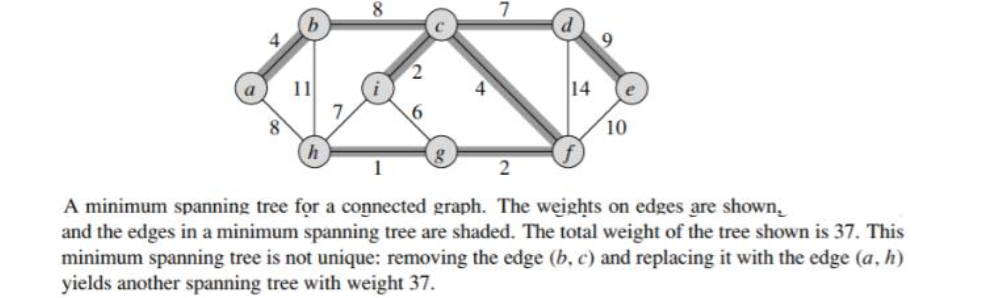 8 7
b c d
4 9
2
a 11 i 4 14 e
7 6
8 10
h g f
1 2
A minimum spanning tree for a connected graph. The weights on edges are shown,
and the edges in a minimum spanning tree are shaded. The total weight of the tree shown is 37. This
minimum spanning tree is not unique: removing the edge (b, c) and replacing it with the edge (a, h)
yields another spanning tree with weight 37.